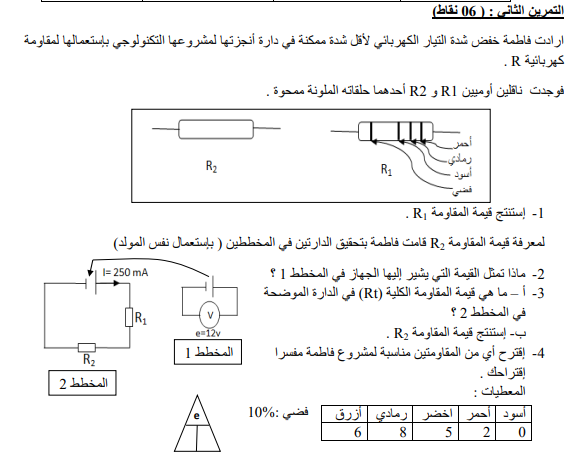 التمرين الثاني : ( 06 نقاط)
ارادت فاطمة خفض شدة التيار الكهربائي لأقل شدة ممكنة في دارة أنجزتها لمشروعها التكنولوجي بإستعمالها لمقاومة
كهربائية R .
فوجدت ناقلين أوميين R1 و R2 أحدهما حلقاته الملونة ممحوة .
R2
R1
أحمر
رمادي
أسود
فضي
1- إستنتج قيمة المقاومة R1 .
لمعرفة قيمة المقاومة R2 قامت فاطمة بتحقيق الدارتين في المخططين ( بإستعمال نفس المولد)
2- ماذا تمثل القيمة التي يشير إليها الجهاز في المخطط 1 ؟
3- أ – ما هي قيمة المقاومة الكلية (Rt) في الدارة الموضحة
في المخطط 2 ؟
ب- إستنتج قيمة المقاومة R2 .
4- إقترح أي من المقاومتين مناسبة لمشروع فاطمة مفسرا
إقتراحك .
I= 250 mA
R1
R2
المخطط 2
V
e=12v
المخطط 1
المعطيات :
أسود أحمر اخضر رمادي أزرق
0 2 5 8 6
فضي :10%
e